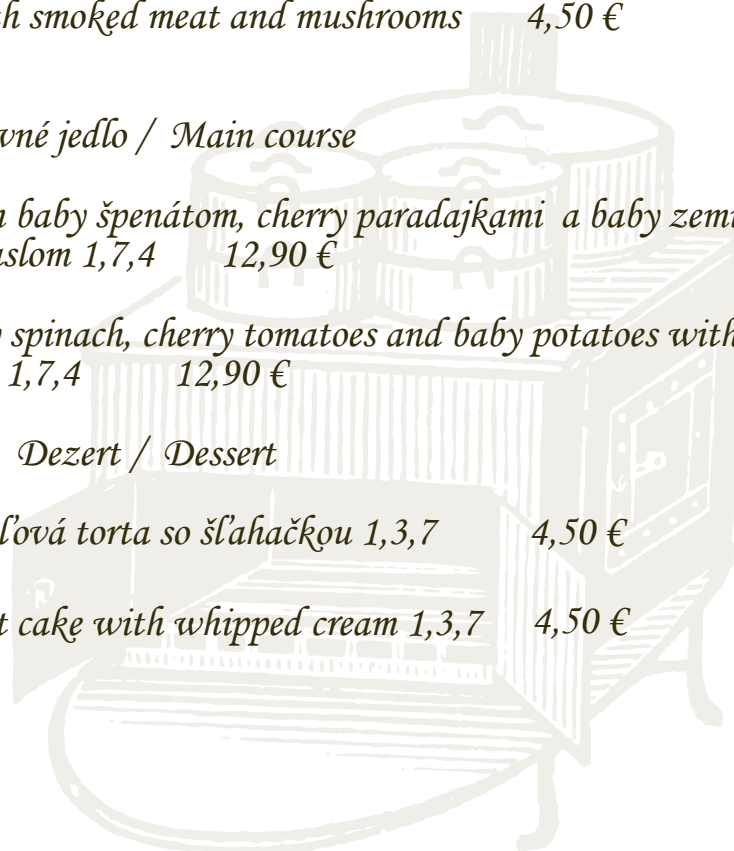 h smoked meat and mushrooms 4,50 €
vné jedlo / Main course
baby špenátom, cherry paradajkami a baby zemi
aslom 1,7,4 12,90 €
spinach, cherry tomatoes and baby potatoes with
1,7,4 12,90 €
Dezert / Dessert
ľová torta so šľahačkou 1,3,7 4,50 €
t cake with whipped cream 1,3,7 4,50 €